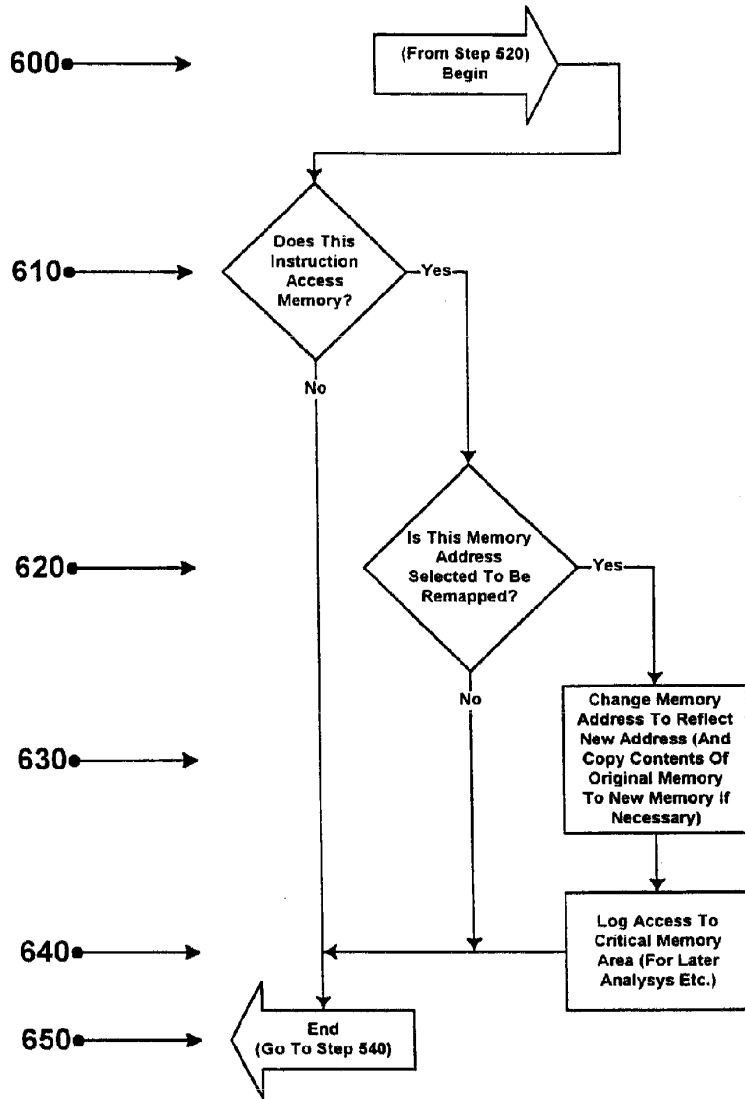 600
(From Step 520)
Begin
610
Does This
Instruction
Access
Memory?
Yes
No
620
Is This Memory
Address
Selected To Be
Remapped?
Yes
No
630
Change Memory
Address To Reflect
New Address (And
Copy Contents Of
Original Memory
To New Memory if
Necessary)
640
Log Access To
Critical Memory
Area (For Later
Analysys Etc.)
650
End
(Go To Step 540)